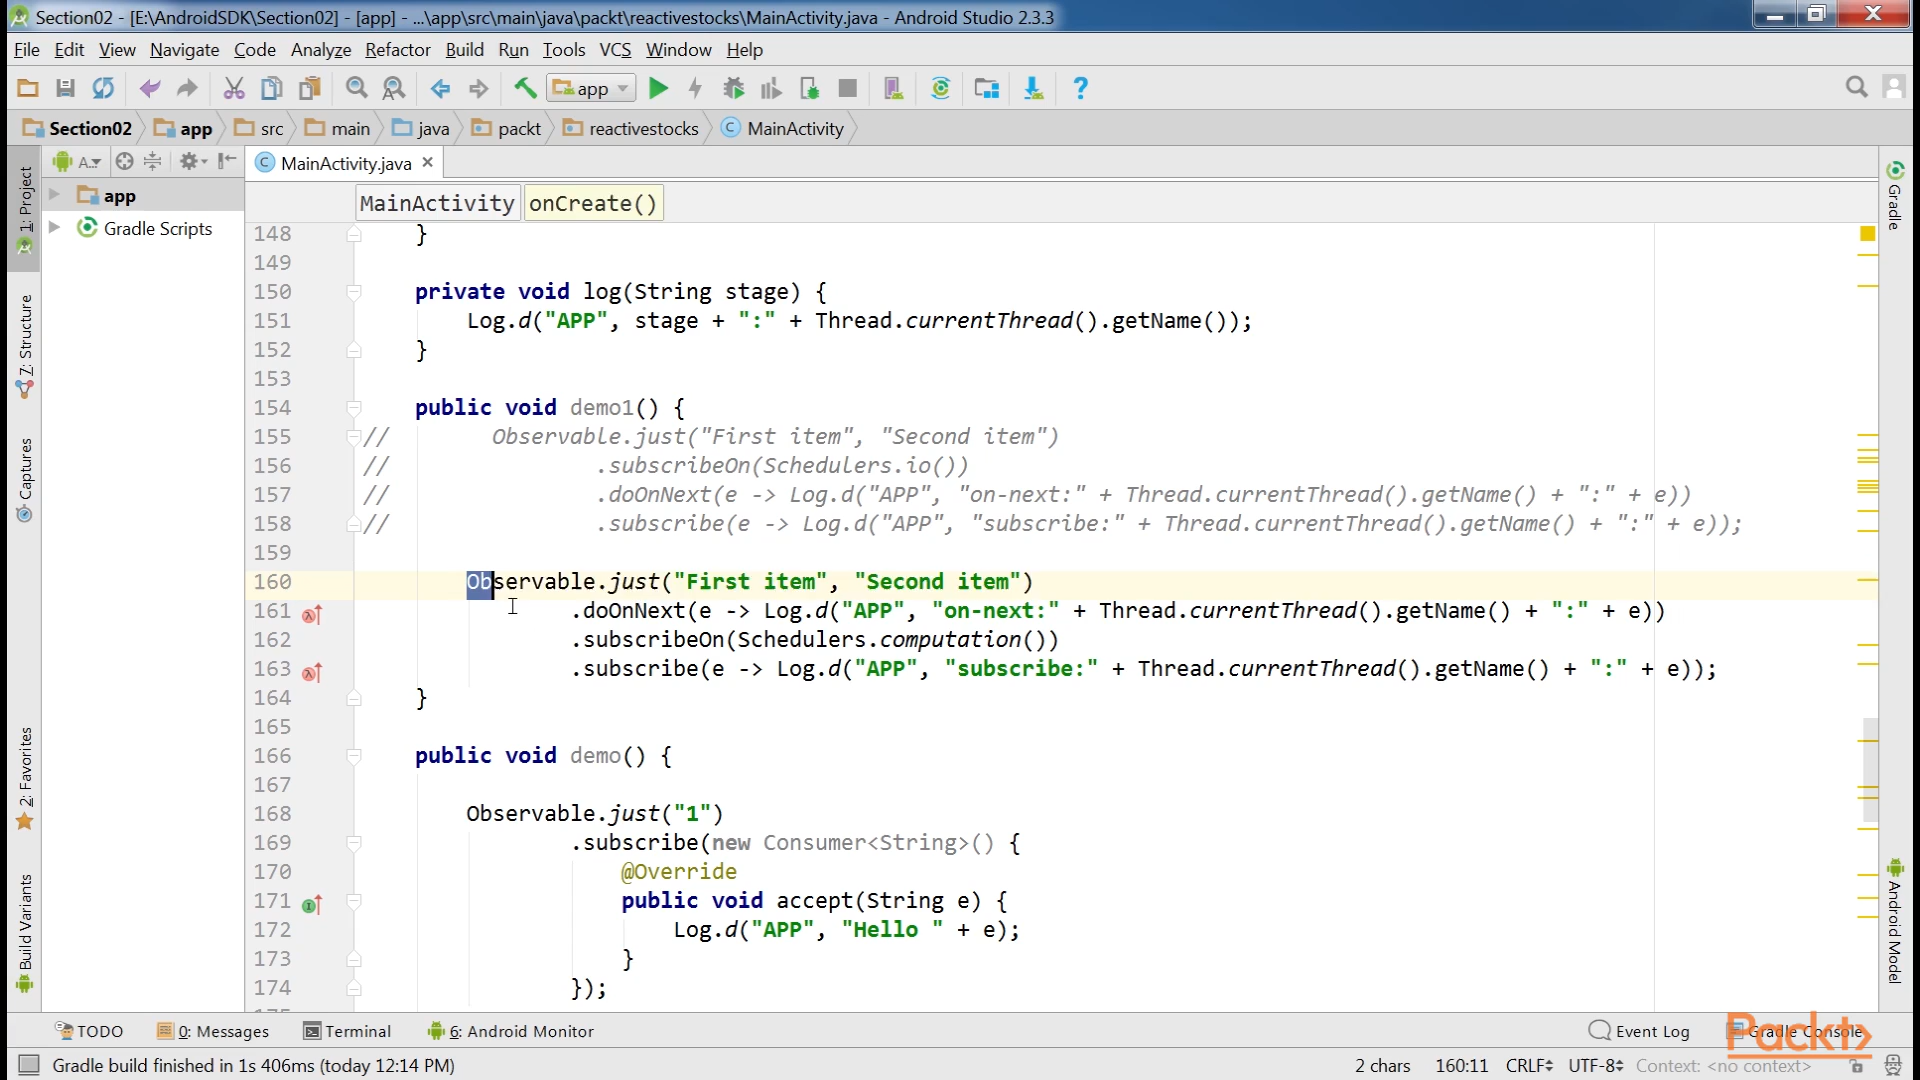 Section02 - [E:\AndroidSDK\Section02] - [app] - ...\app\src\main\java\packt\reactivestocks\MainActivity.java - Android Studio 2.3.3
File Edit View Navigate Code Analyze Refactor Build Run Tools VCS Window Help
app
Section02 app src main java packt reactivestocks MainActivity
A..
MainActivity.java
1: Project
app
Gradle Scripts
Z: Structure
Captures
2: Favorites
Build Variants
Gradle
Android Model
MainActivity onCreate()
148 }
149
150 private void log(String stage) {
151 Log.d("APP", stage + ":" + Thread.currentThread().getName());
152 }
153
154 public void demo1() {
155 // Observable.just("First item", "Second item")
156 // .subscribeOn(Schedulers.io())
157 // .doOnNext(e -> Log.d("APP", "on-next:" + Thread.currentThread().getName() + ":" + e))
158 // .subscribe(e -> Log.d("APP", "subscribe:" + Thread.currentThread().getName() + ":" + e));
159
160 Observable.just("First item", "Second item")
161 .doOnNext(e -> Log.d("APP", "on-next:" + Thread.currentThread().getName() + ":" + e))
162 .subscribeOn(Schedulers.computation())
163 .subscribe(e -> Log.d("APP", "subscribe:" + Thread.currentThread().getName() + ":" + e));
164 }
165
166 public void demo() {
167
168 Observable.just("1")
169 .subscribe(new Consumer<String>() {
170 @Override
171 public void accept(String e) {
172 Log.d("APP", "Hello " + e);
173 }
174 });
TODO 0: Messages Terminal 6: Android Monitor Event Log Gradle Console
Packt>
Gradle build finished in 1s 406ms (today 12:14 PM) 2 chars 160:11 CRLF UTF-8 Context: <no context>